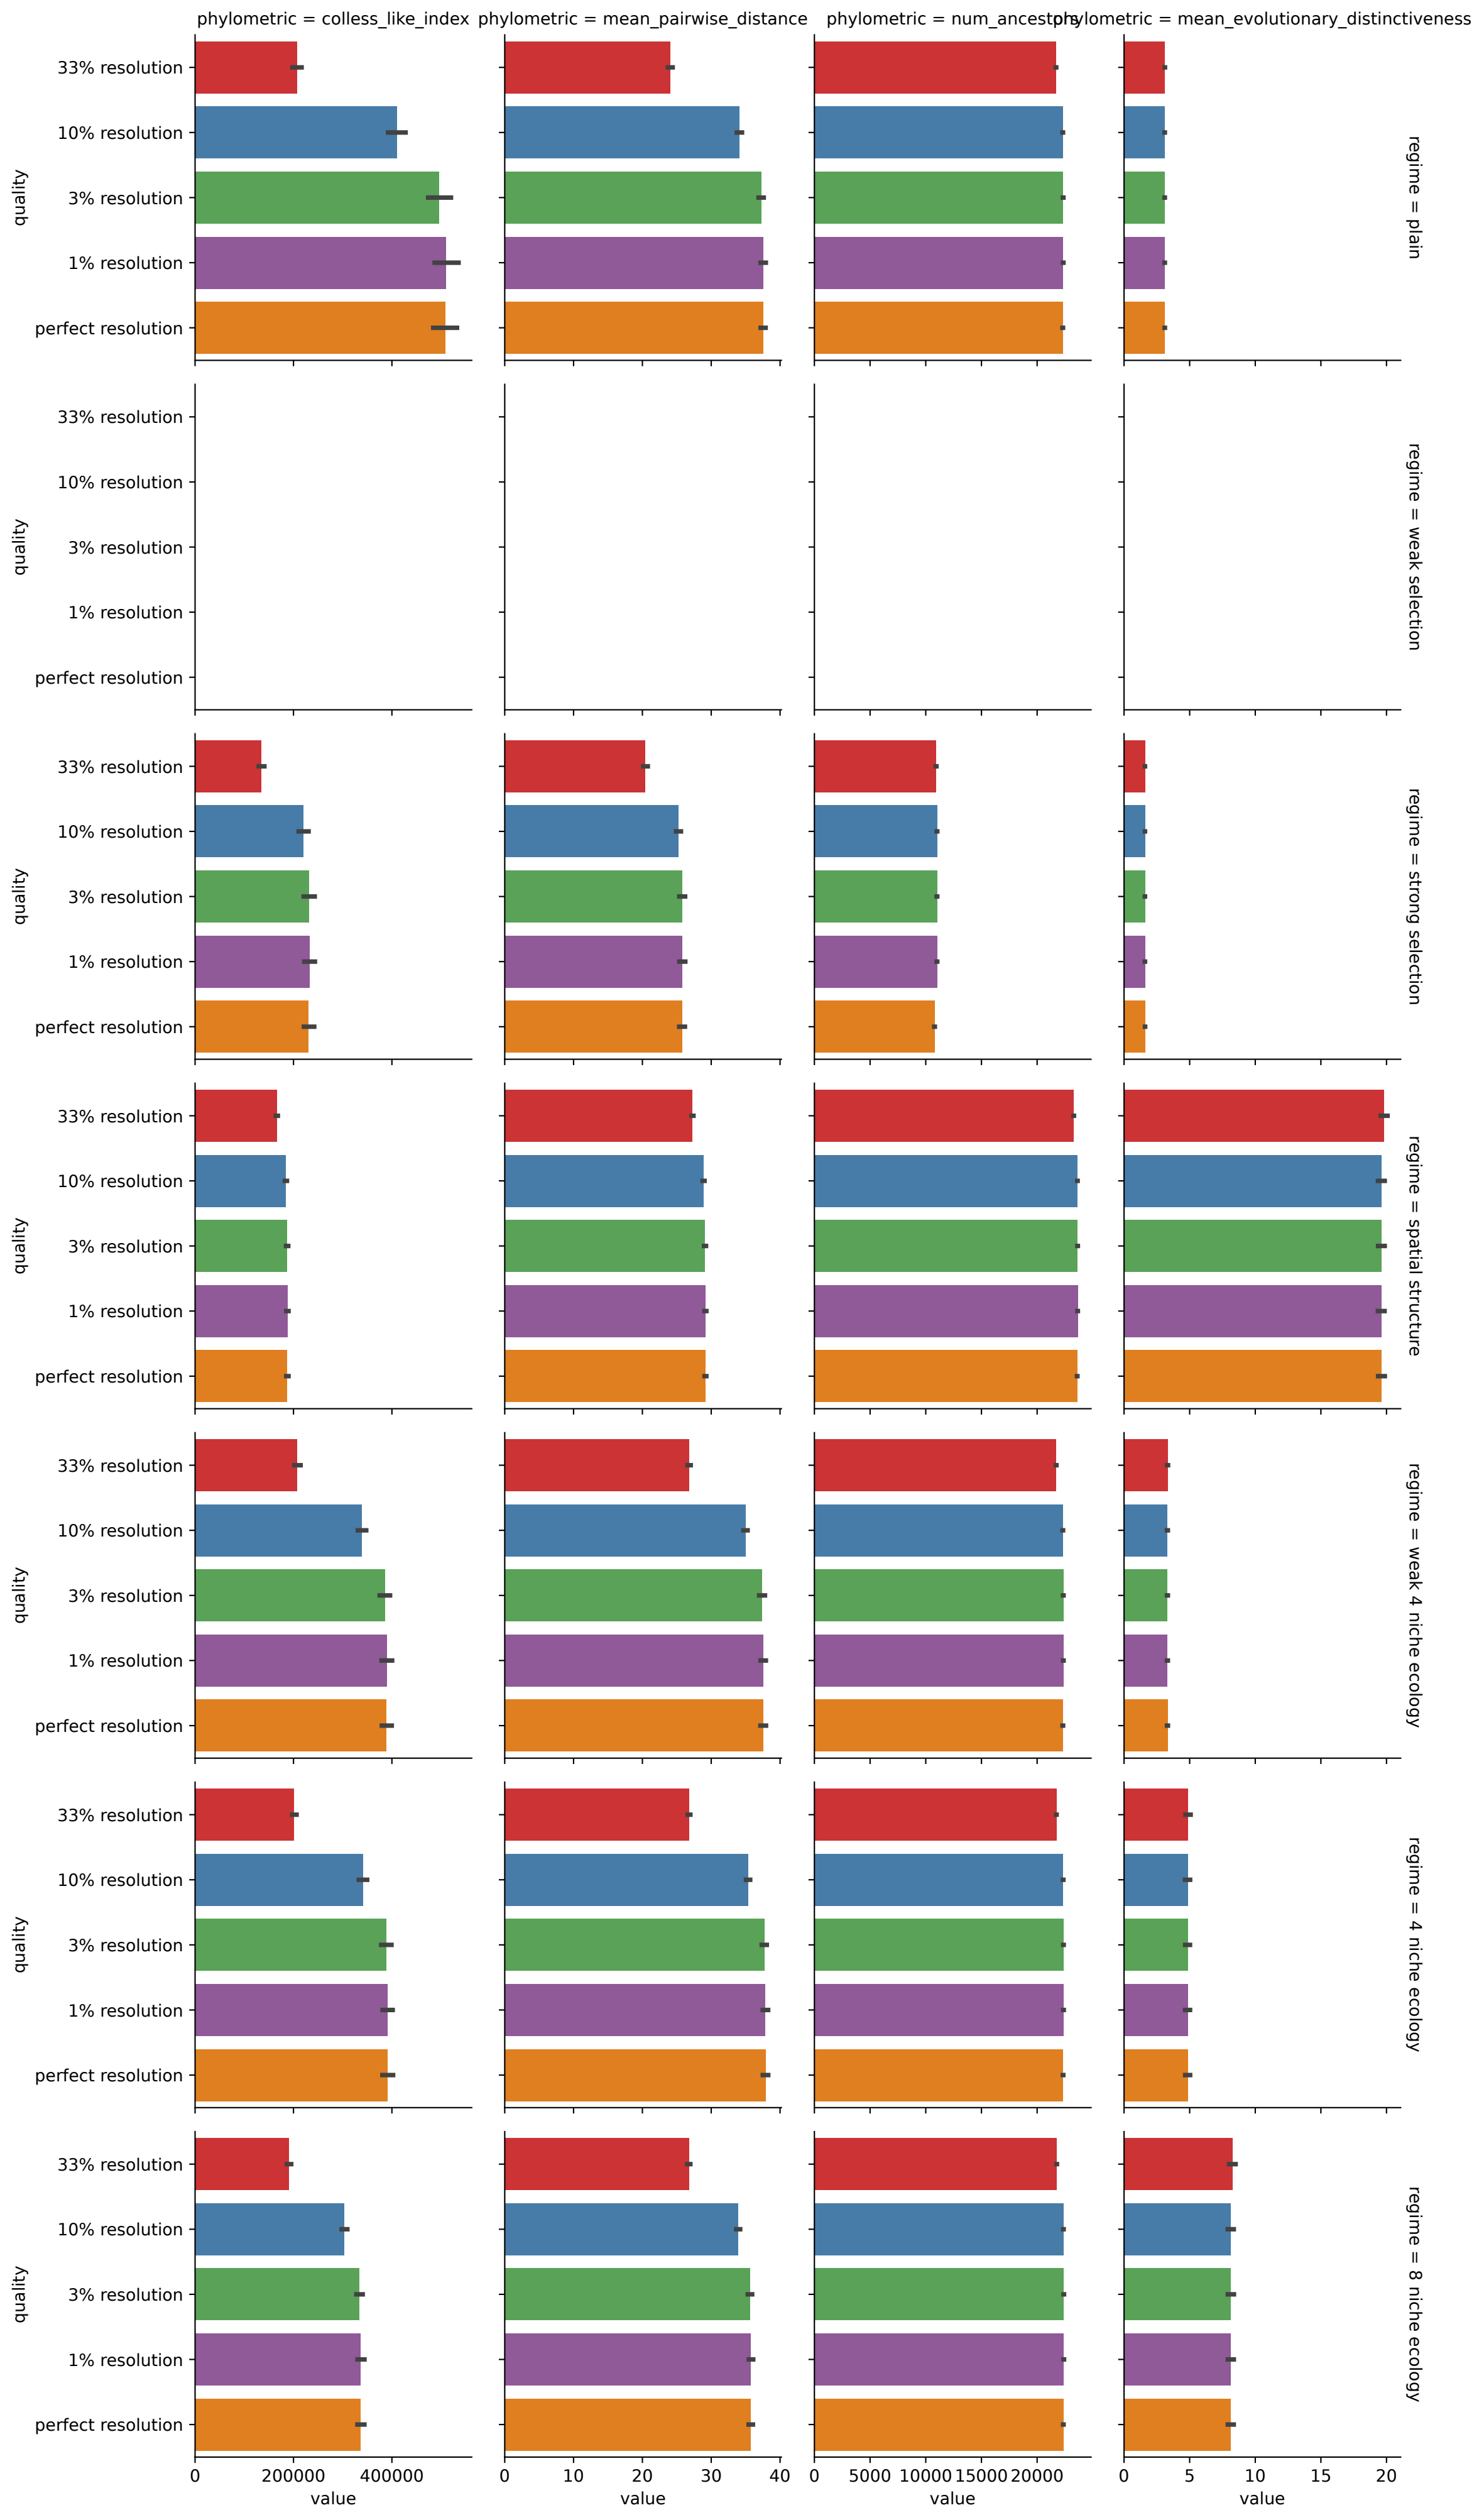 phylometric = colless_like_index
phylometric = mean_pairwise_distance
phylometric = num_ancestors
phylometric = mean_evolutionary_distinctiveness
33% resolution
10% resolution
3% resolution
1% resolution
perfect resolution
quality
regime = plain
33% resolution
10% resolution
3% resolution
1% resolution
perfect resolution
quality
regime = weak selection
33% resolution
10% resolution
3% resolution
1% resolution
perfect resolution
quality
regime = strong selection
33% resolution
10% resolution
3% resolution
1% resolution
perfect resolution
quality
regime = spatial structure
33% resolution
10% resolution
3% resolution
1% resolution
perfect resolution
quality
regime = weak 4 niche ecology
33% resolution
10% resolution
3% resolution
1% resolution
perfect resolution
quality
regime = 4 niche ecology
33% resolution
10% resolution
3% resolution
1% resolution
perfect resolution
quality
regime = 8 niche ecology
0 200000 400000
value
0 10 20 30 40
value
0 5000 10000 15000 20000
value
0 5 10 15 20
value